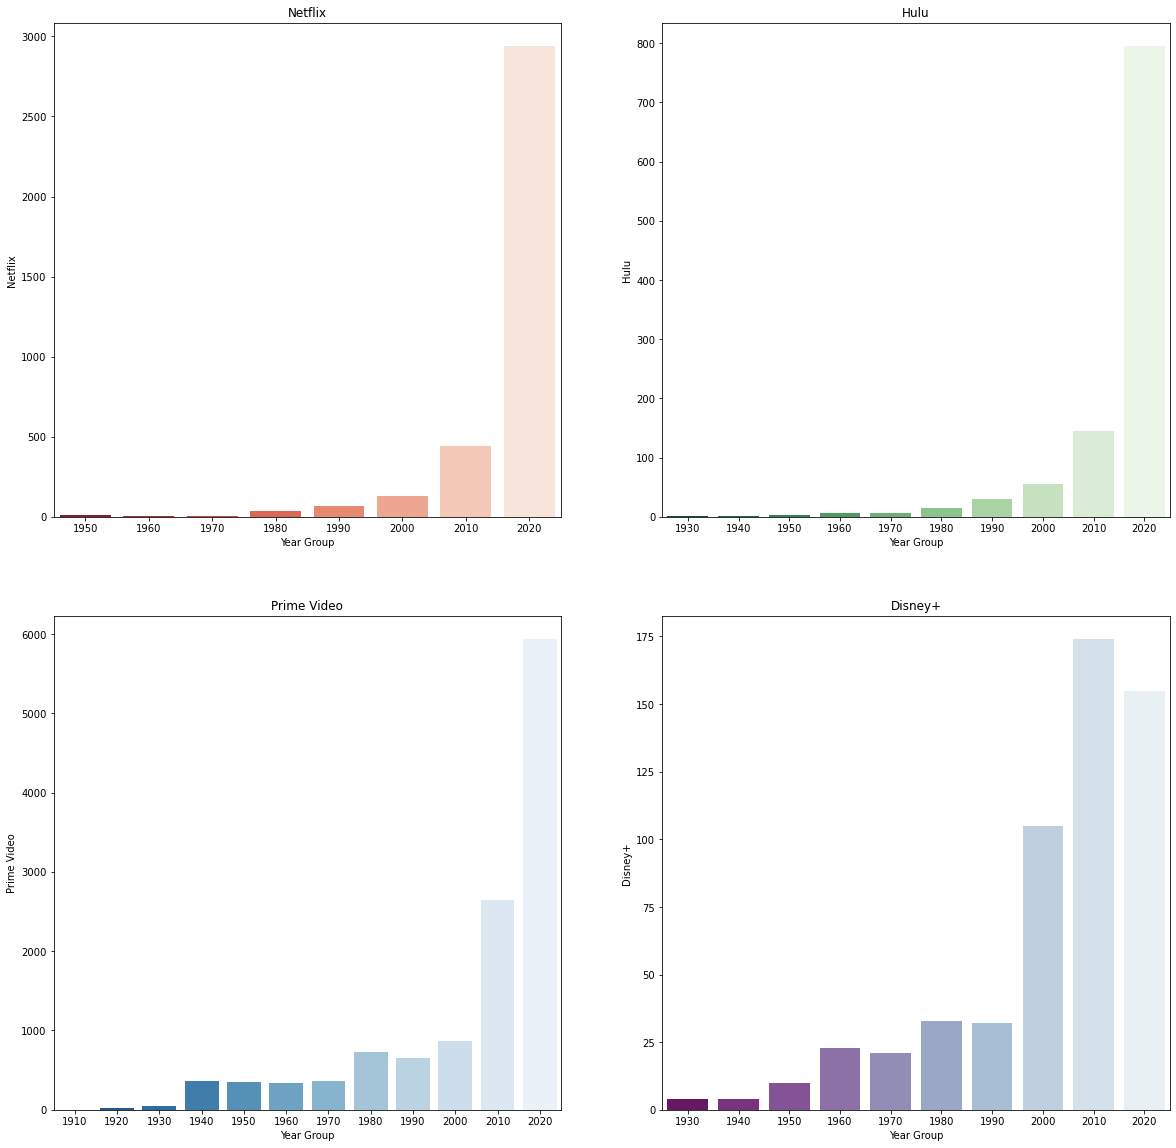 Netflix
3000
2500
2000
1500
1000
500
0
Netflix
1950 1960 1970 1980 1990 2000 2010 2020
Year Group
Hulu
800
700
600
500
400
300
200
100
0
Hulu
1930 1940 1950 1960 1970 1980 1990 2000 2010 2020
Year Group
Prime Video
6000
5000
4000
3000
2000
1000
0
Prime Video
1910 1920 1930 1940 1950 1960 1970 1980 1990 2000 2010 2020
Year Group
Disney+
175
150
125
100
75
50
25
0
Disney+
1930 1940 1950 1960 1970 1980 1990 2000 2010 2020
Year Group